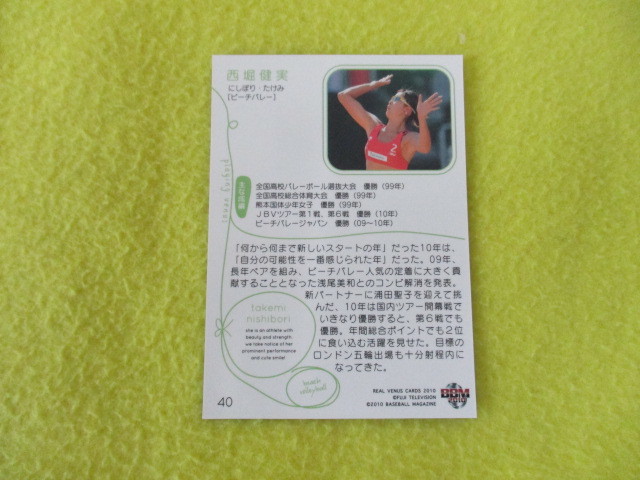 西堀健実
にしぼり・たけみ
[ビーチバレー]
playing career
主な成績
全国高校バレーボール選抜大会 優勝（99年）
全国高校総合体育大会 優勝（99年）
熊本国体少年女子 優勝（99年）
JBVツアー第1戦、第6戦 優勝（10年）
ビーチバレージャパン 優勝（09〜10年）
「何から何まで新しいスタートの年」だった10年は、
「自分の可能性を一番感じられた年」だった。09年、
長年ペアを組み、ビーチバレー人気の定着に大きく貢
献することとなった浅尾美和とのコンビ解消を発表。
新パートナーに浦田聖子を迎えて挑
んだ、10年は国内ツアー開幕戦で
いきなり優勝すると、第6戦でも
優勝。年間総合ポイントでも2位
に食い込む活躍を見せた。目標の
ロンドン五輪出場も十分射程内に
なってきた。
takemi
nishibori
she is an athlete with
beauty and strength.
we take notice of her
prominent performance
and cute smile!
beach
volleyball
40
REAL VENUS CARDS 2010
©FUJI TELEVISION
©2010 BASEBALL MAGAZINE
BBM